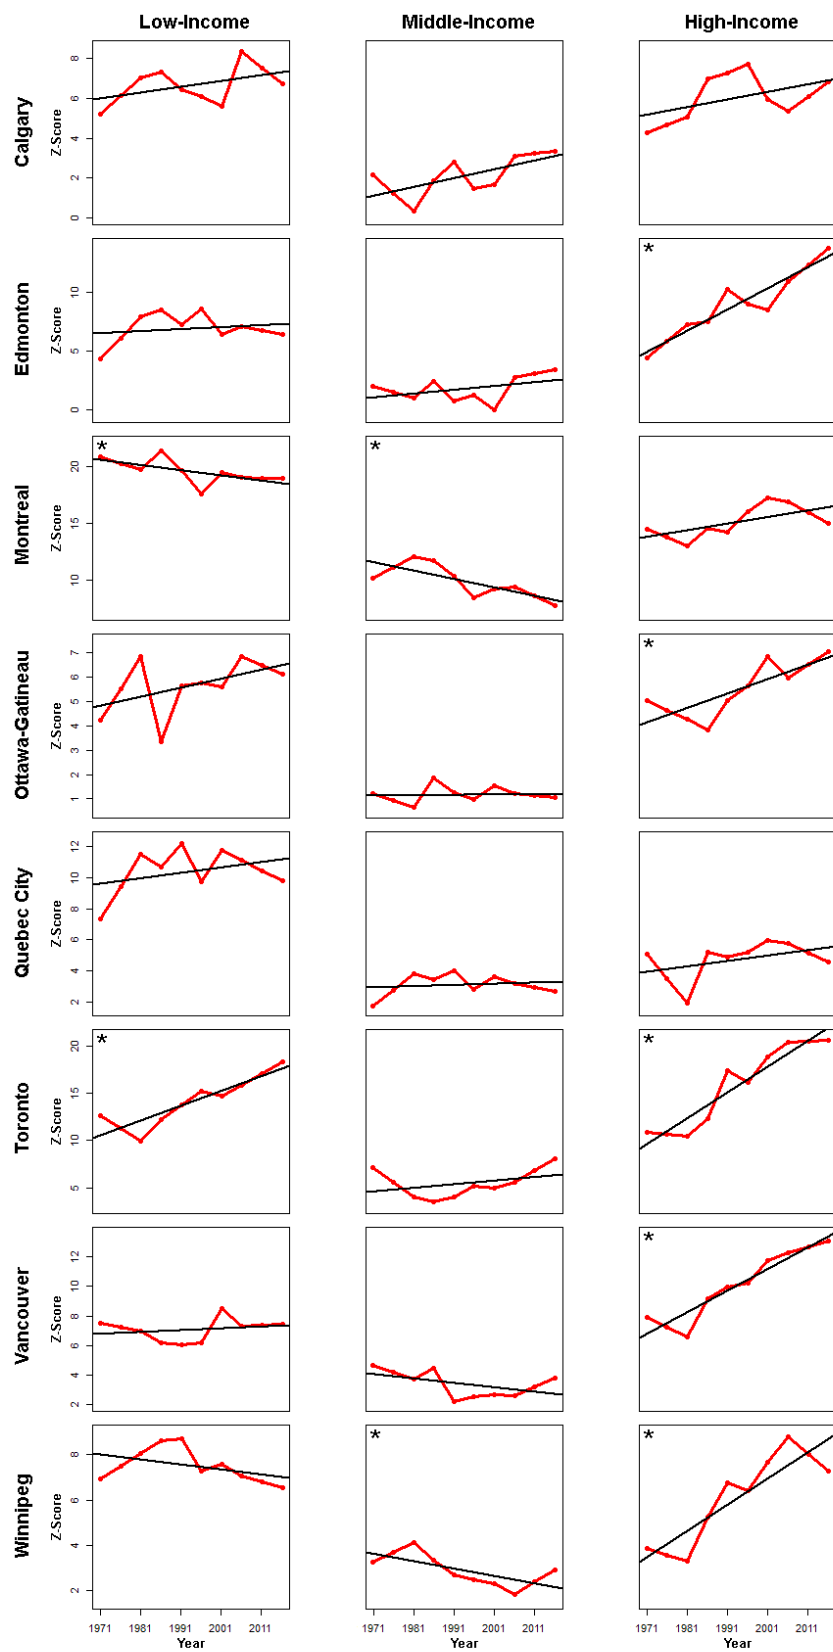 Low-Income Middle-Income High-Income
Calgary
Z-Score
8
6
4
2
0
Edmonton
Z-Score
*
10
5
0
Montreal
Z-Score
* *
20
15
10
Ottawa-Gatineau
Z-Score
*
7
6
5
4
3
2
1
Quebec City
Z-Score
12
10
8
6
4
2
Toronto
Z-Score
* *
20
15
10
5
Vancouver
Z-Score
*
12
10
8
6
4
2
Winnipeg
Z-Score
* *
8
6
4
2
1971 1981 1991 2001 2011 1971 1981 1991 2001 2011 1971 1981 1991 2001 2011
Year Year Year